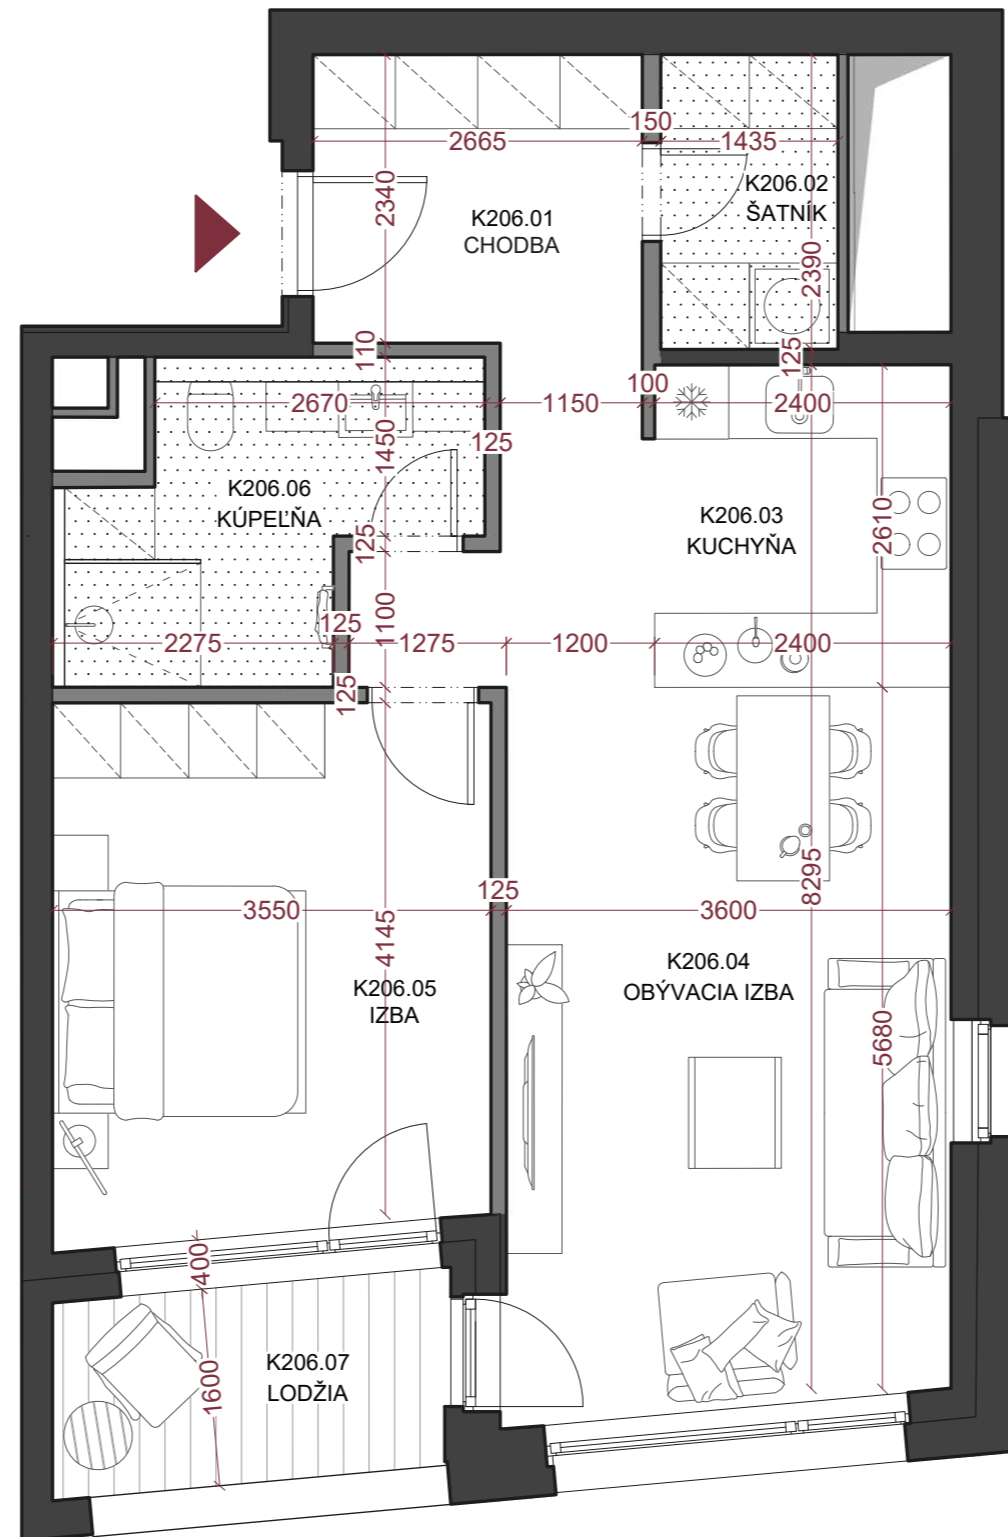 150
2665
1435
K206.02
ŠATNÍK
2340
K206.01
CHODBA
2390
110
125
100
2670
1150
2400
1450
125
K206.06
KÚPEĽŇA
K206.03
KUCHYŇA
2610
125
1100
125
2275
1275
1200
2400
125
8295
125
3550
3600
4145
K206.05
IZBA
K206.04
OBÝVACIA IZBA
5680
400
K206.07
LODŽIA
1600